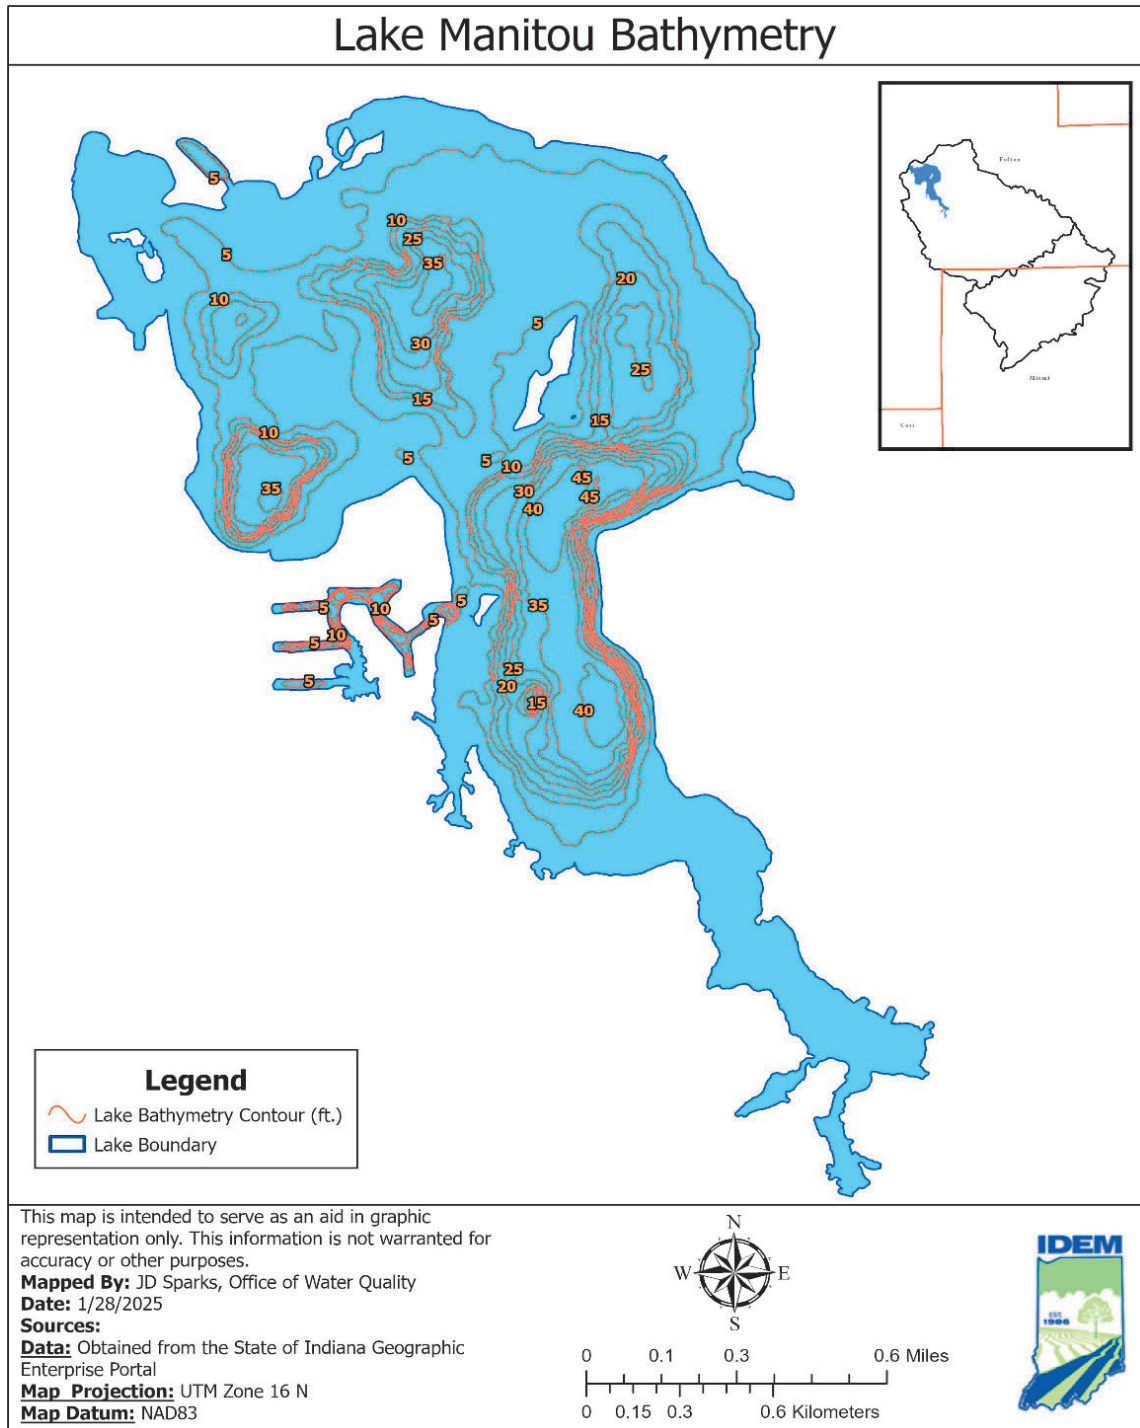 Lake Manitou Bathymetry
Fulton
Miami
Cass
5
5
10
25
35
10
20
5
30
25
15
15
10
5
5
10
35
45
30
45
40
5
5
10
35
5
10
5
25
5
20
15
40
Legend
Lake Bathymetry Contour (ft.)
Lake Boundary
This map is intended to serve as an aid in graphic
representation only. This information is not warranted for
accuracy or other purposes.
Mapped By: JD Sparks, Office of Water Quality
Date: 1/28/2025
Sources:
Data: Obtained from the State of Indiana Geographic
Enterprise Portal
Map Projection: UTM Zone 16 N
Map Datum: NAD83
N
W E
S
0 0.1 0.3 0.6 Miles
0 0.15 0.3 0.6 Kilometers
IDEM
EST.
1986